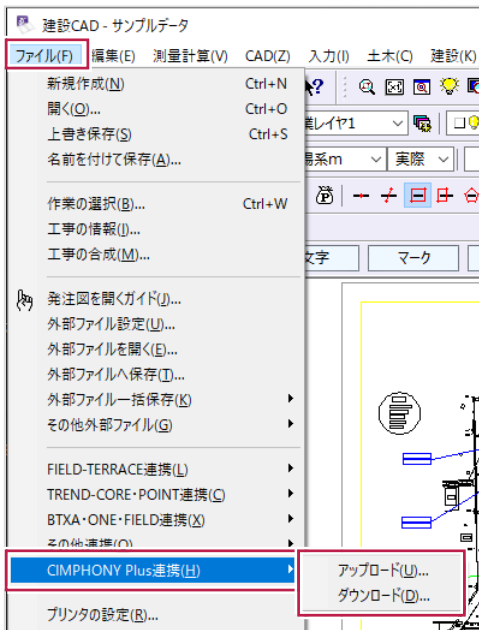 建設CAD - サンプルデータ
ファイル(F) 編集(E) 測量計算(V) CAD(Z) 入力(I) 土木(C) 建設(K)
新規作成(N) Ctrl+N
開く(O)... Ctrl+O
上書き保存(S) Ctrl+S
名前を付けて保存(A)...
レイヤ1
系m 実際
作業の選択(B)... Ctrl+W
工事の情報(I)...
工事の合成(M)...
文字 マーク
発注図を開くガイド(J)...
外部ファイル設定(U)...
外部ファイルを開く(E)...
外部ファイルへ保存(T)...
外部ファイル一括保存(K)
その他外部ファイル(G)
FIELD-TERRACE連携(L)
TREND-CORE・POINT連携(C)
BTXA・ONE・FIELD連携(X)
その他連携(O)
CIMPHONY Plus連携(H)
アップロード(U)...
ダウンロード(D)...
プリンタの設定(R)...